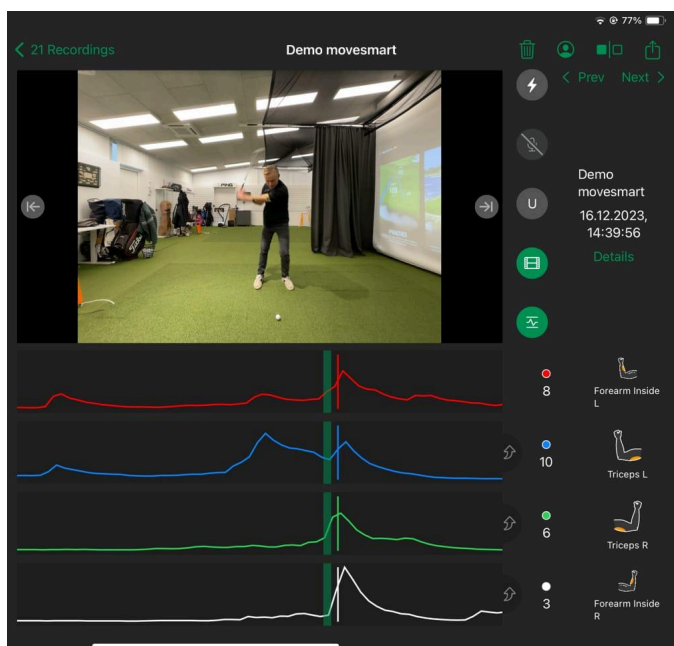 77%
21 Recordings
Demo movesmart
Prev Next
U
Demo
movesmart
16.12.2023,
14:39:56
Details
PING
8
Forearm Inside
L
10
Triceps L
6
Triceps R
3
Forearm Inside
R